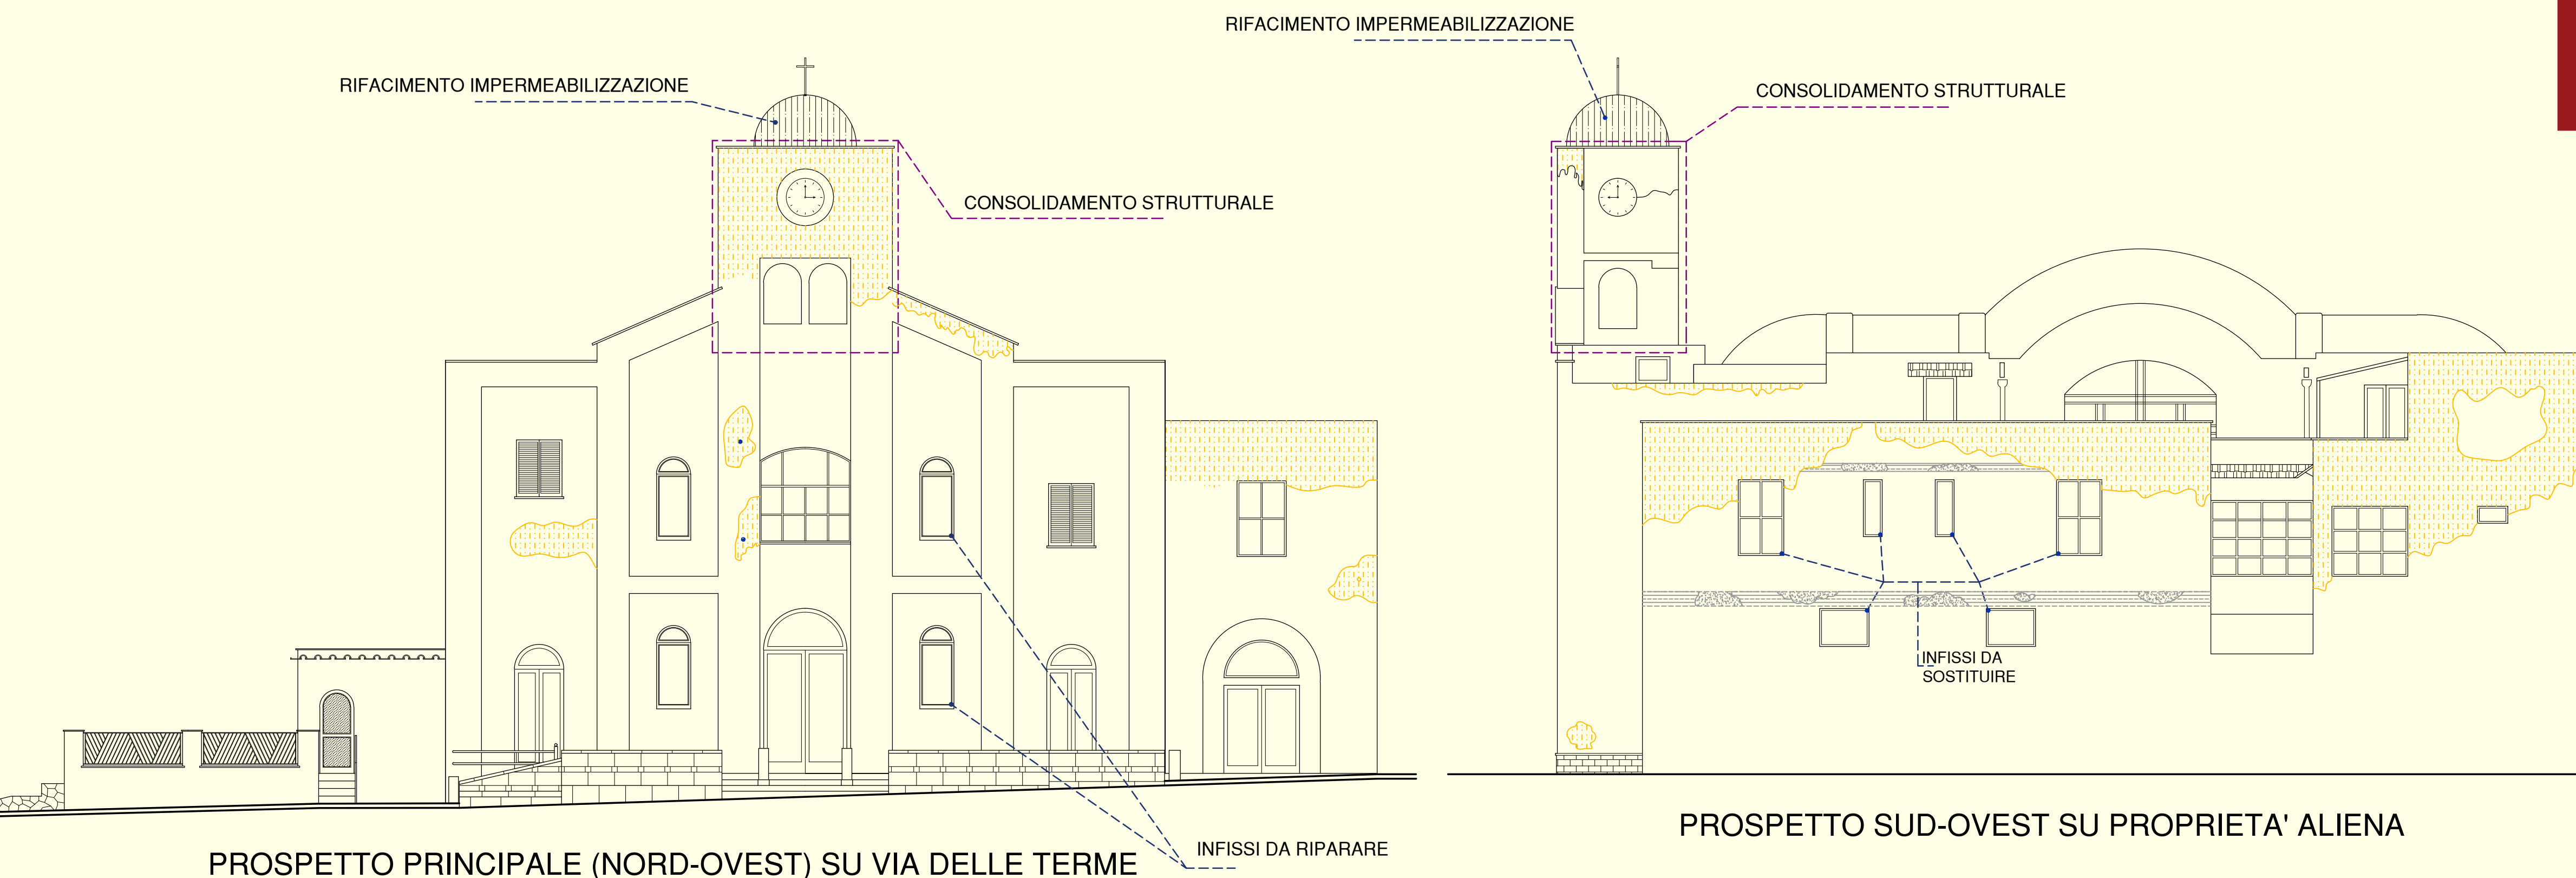 RIFACIMENTO IMPERMEABILIZZAZIONE
CONSOLIDAMENTO STRUTTURALE
INFISSI DA RIPARARE
PROSPETTO PRINCIPALE (NORD-OVEST) SU VIA DELLE TERME
RIFACIMENTO IMPERMEABILIZZAZIONE
CONSOLIDAMENTO STRUTTURALE
INFISSI DA
SOSTITUIRE
PROSPETTO SUD-OVEST SU PROPRIETA' ALIENA